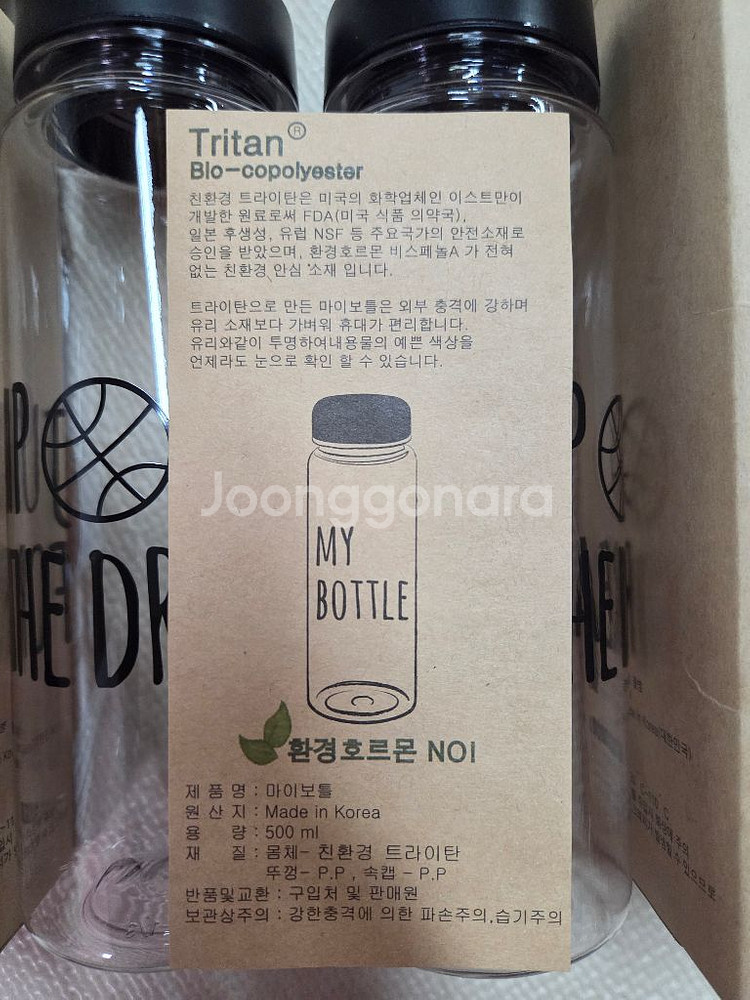 Tritan®
Bio-copolyester
친환경 트라이탄은 미국의 화학업체인 이스트만이
개발한 원료로써 FDA(미국 식품 의약국),
일본 후생성, 유럽 NSF 등 주요국가의 안전소재로
승인을 받았으며, 환경호르몬 비스페놀A 가 전혀
없는 친환경 안심 소재 입니다.
트라이탄으로 만든 마이보틀은 외부 충격에 강하며
유리 소재보다 가벼워 휴대가 편리합니다.
유리와같이 투명하여내용물의 예쁜 색상을
언제라도 눈으로 확인 할 수 있습니다.
Joonggonara
MY
BOTTLE
환경호르몬 NO!
제 품 명 : 마이보틀
원 산 지 : Made in Korea
용 량 : 500 ml
재 질 : 몸체- 친환경 트라이탄
뚜껑- P.P , 속캡 - P.P
반품및교환 : 구입처 및 판매원
보관상주의 : 강한충격에 의한 파손주의,습기주의
THE DR